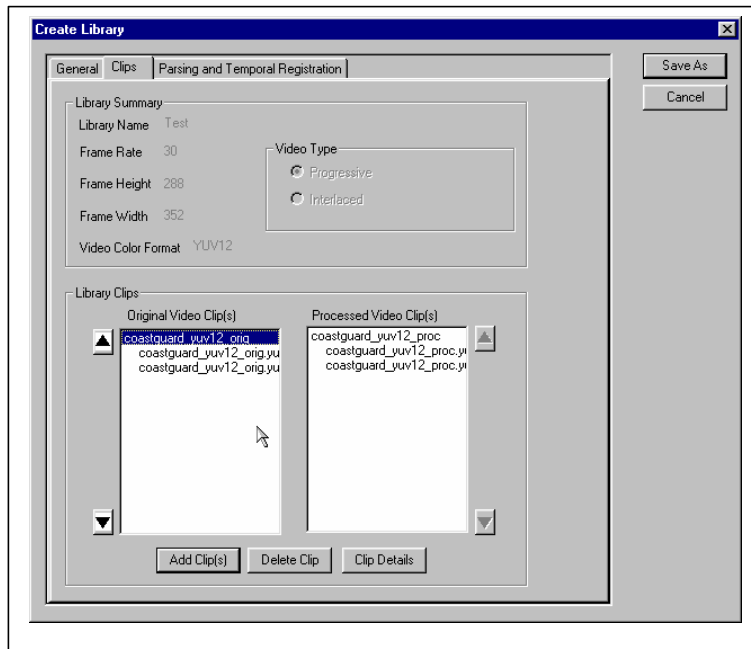 Create Library
General Clips Parsing and Temporal Registration
Save As
Cancel
Library Summary
Library Name Test
Frame Rate 30
Frame Height 288
Frame Width 352
Video Color Format YUV12
Video Type
Progressive
Interlaced
Library Clips
Original Video Clip(s)
coastguard_yuv12_orig
coastguard_yuv12_orig.yu
coastguard_yuv12_orig.yu
Processed Video Clip(s)
coastguard_yuv12_proc
coastguard_yuv12_proc.yu
coastguard_yuv12_proc.yu
Add Clip(s) Delete Clip Clip Details